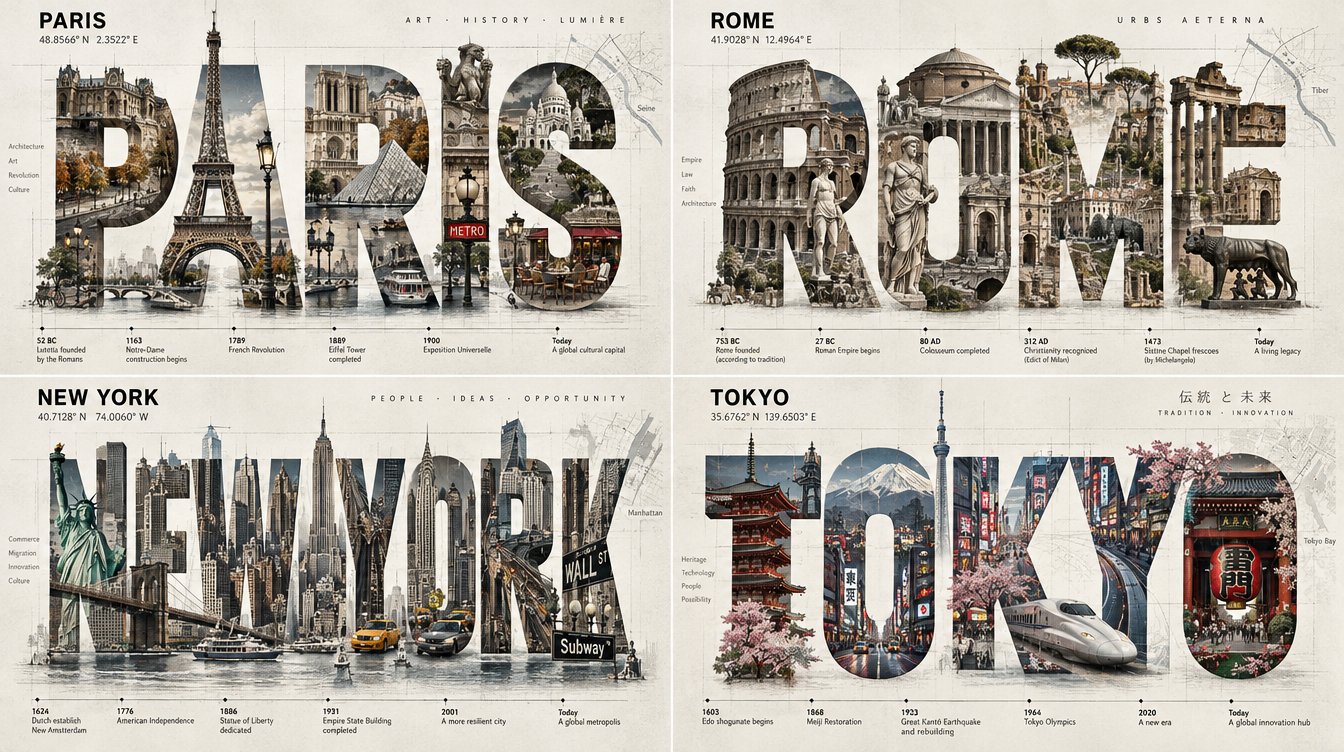 PARIS
48.8566° N 2.3522° E
ART · HISTORY · LUMIÈRE
Seine
Architecture
Art
Revolution
Culture
PARIS
METRO
52 BC
Lutetia founded
by the Romans
1163
Notre-Dame
construction begins
1789
French Revolution
1889
Eiffel Tower
completed
1900
Exposition Universelle
Today
A global cultural capital
ROME
41.9028° N 12.4964° E
URBS AETERNA
Tiber
Empire
Law
Faith
Architecture
ROME
753 BC
Rome founded
(according to tradition)
27 BC
Roman Empire begins
80 AD
Colosseum completed
312 AD
Christianity recognized
(Edict of Milan)
1473
Sistine Chapel frescoes
(by Michelangelo)
Today
A living legacy
NEW YORK
40.7128° N 74.0060° W
PEOPLE · IDEAS · OPPORTUNITY
Manhattan
Commerce
Migration
Innovation
Culture
NEW YORK
WALL ST
Subway
1624
Dutch establish
New Amsterdam
1776
American Independence
1886
Statue of Liberty
dedicated
1931
Empire State Building
completed
2001
A more resilient city
Today
A global metropolis
TOKYO
35.6762° N 139.6503° E
伝統 と 未来
TRADITION · INNOVATION
Tokyo Bay
Heritage
Technology
People
Possibility
TOKYO
雷門
1603
Edo shogunate begins
1868
Meiji Restoration
1923
Great Kantō Earthquake
and rebuilding
1964
Tokyo Olympics
2020
A new era
Today
A global innovation hub